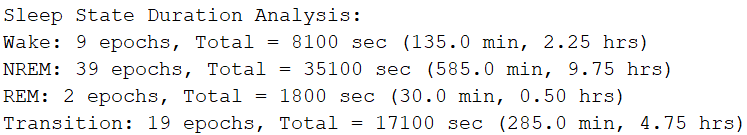 Sleep State Duration Analysis:
Wake: 9 epochs, Total = 8100 sec (135.0 min, 2.25 hrs)
NREM: 39 epochs, Total = 35100 sec (585.0 min, 9.75 hrs)
REM: 2 epochs, Total = 1800 sec (30.0 min, 0.50 hrs)
Transition: 19 epochs, Total = 17100 sec (285.0 min, 4.75 hrs)